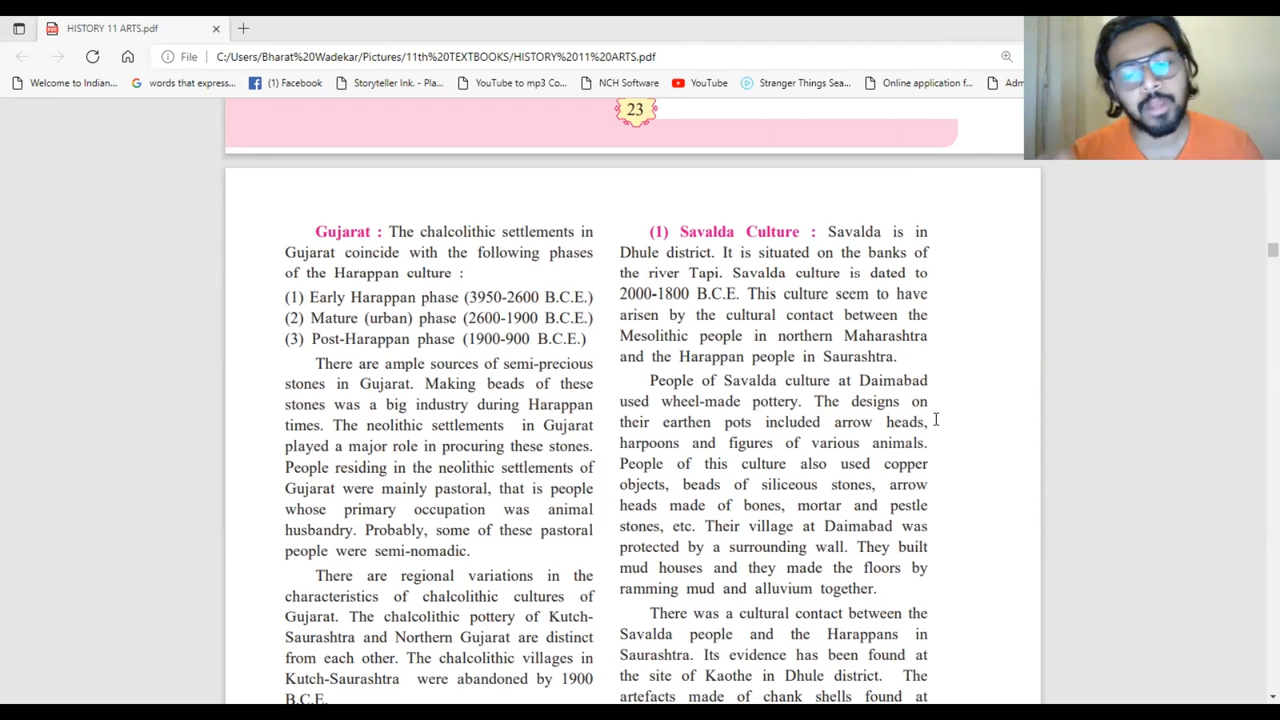 HISTORY 11 ARTS.pdf
File
C:/Users/Bharat%20Wadekar/Pictures/11th%20TEXTBOOKS/HISTORY%2011%20ARTS.pdf
Welcome to Indian...
words that express...
(1) Facebook
Storyteller Ink. - Pla...
YouTube to mp3 Co...
NCH Software
YouTube
Stranger Things Sea...
Online application f...
Adm
23
Gujarat : The chalcolithic settlements in
Gujarat coincide with the following phases
of the Harappan culture :
(1) Early Harappan phase (3950-2600 B.C.E.)
(2) Mature (urban) phase (2600-1900 B.C.E.)
(3) Post-Harappan phase (1900-900 B.C.E.)
There are ample sources of semi-precious
stones in Gujarat. Making beads of these
stones was a big industry during Harappan
times. The neolithic settlements in Gujarat
played a major role in procuring these stones.
People residing in the neolithic settlements of
Gujarat were mainly pastoral, that is people
whose primary occupation was animal
husbandry. Probably, some of these pastoral
people were semi-nomadic.
There are regional variations in the
characteristics of chalcolithic cultures of
Gujarat. The chalcolithic pottery of Kutch-
Saurashtra and Northern Gujarat are distinct
from each other. The chalcolithic villages in
Kutch-Saurashtra were abandoned by 1900
B.C.E.
(1) Savalda Culture : Savalda is in
Dhule district. It is situated on the banks of
the river Tapi. Savalda culture is dated to
2000-1800 B.C.E. This culture seem to have
arisen by the cultural contact between the
Mesolithic people in northern Maharashtra
and the Harappan people in Saurashtra.
People of Savalda culture at Daimabad
used wheel-made pottery. The designs on
their earthen pots included arrow heads,
harpoons and figures of various animals.
People of this culture also used copper
objects, beads of siliceous stones, arrow
heads made of bones, mortar and pestle
stones, etc. Their village at Daimabad was
protected by a surrounding wall. They built
mud houses and they made the floors by
ramming mud and alluvium together.
There was a cultural contact between the
Savalda people and the Harappans in
Saurashtra. Its evidence has been found at
the site of Kaothe in Dhule district. The
artefacts made of chank shells found at